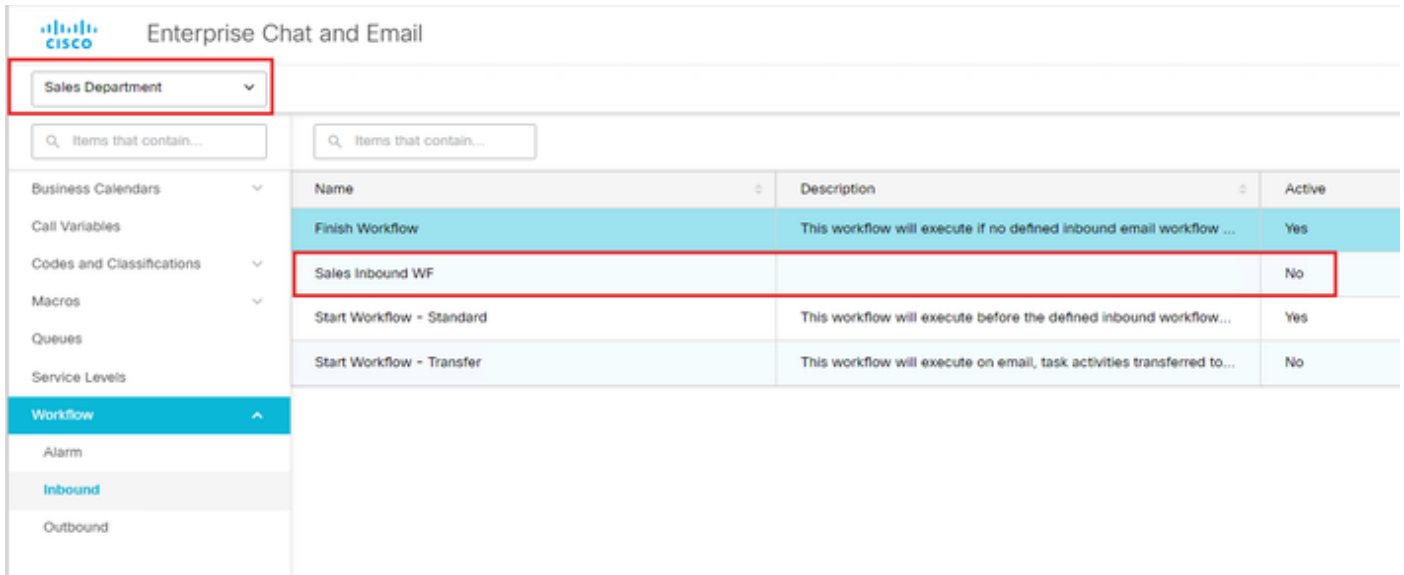 CISCO
Enterprise Chat and Email
Sales Department
Items that contain...
Items that contain...
Business Calendars
Name
Description
Active
Call Variables
Finish Workflow
This workflow will execute if no defined inbound email workflow ...
Yes
Codes and Classifications
Sales Inbound WF
No
Macros
Start Workflow - Standard
This workflow will execute before the defined inbound workflow...
Yes
Queues
Start Workflow - Transfer
This workflow will execute on email, task activities transferred to...
No
Service Levels
Workflow
Alarm
Inbound
Outbound